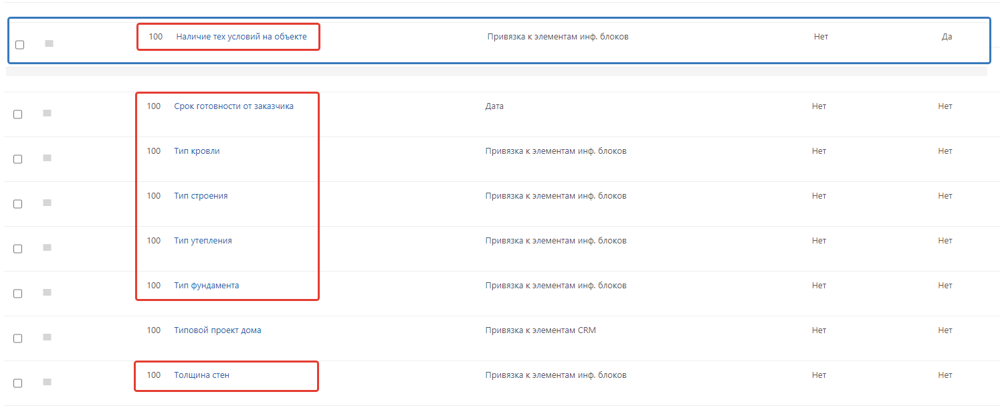 100 Наличие тех условий на объекте Привязка к элементам инф. блоков Нет Да
100 Срок готовности от заказчика Дата Нет Нет
100 Тип кровли Привязка к элементам инф. блоков Нет Нет
100 Тип строения Привязка к элементам инф. блоков Нет Нет
100 Тип утепления Привязка к элементам инф. блоков Нет Нет
100 Тип фундамента Привязка к элементам инф. блоков Нет Нет
100 Типовой проект дома Привязка к элементам CRM Нет Нет
100 Толщина стен Привязка к элементам инф. блоков Нет Нет